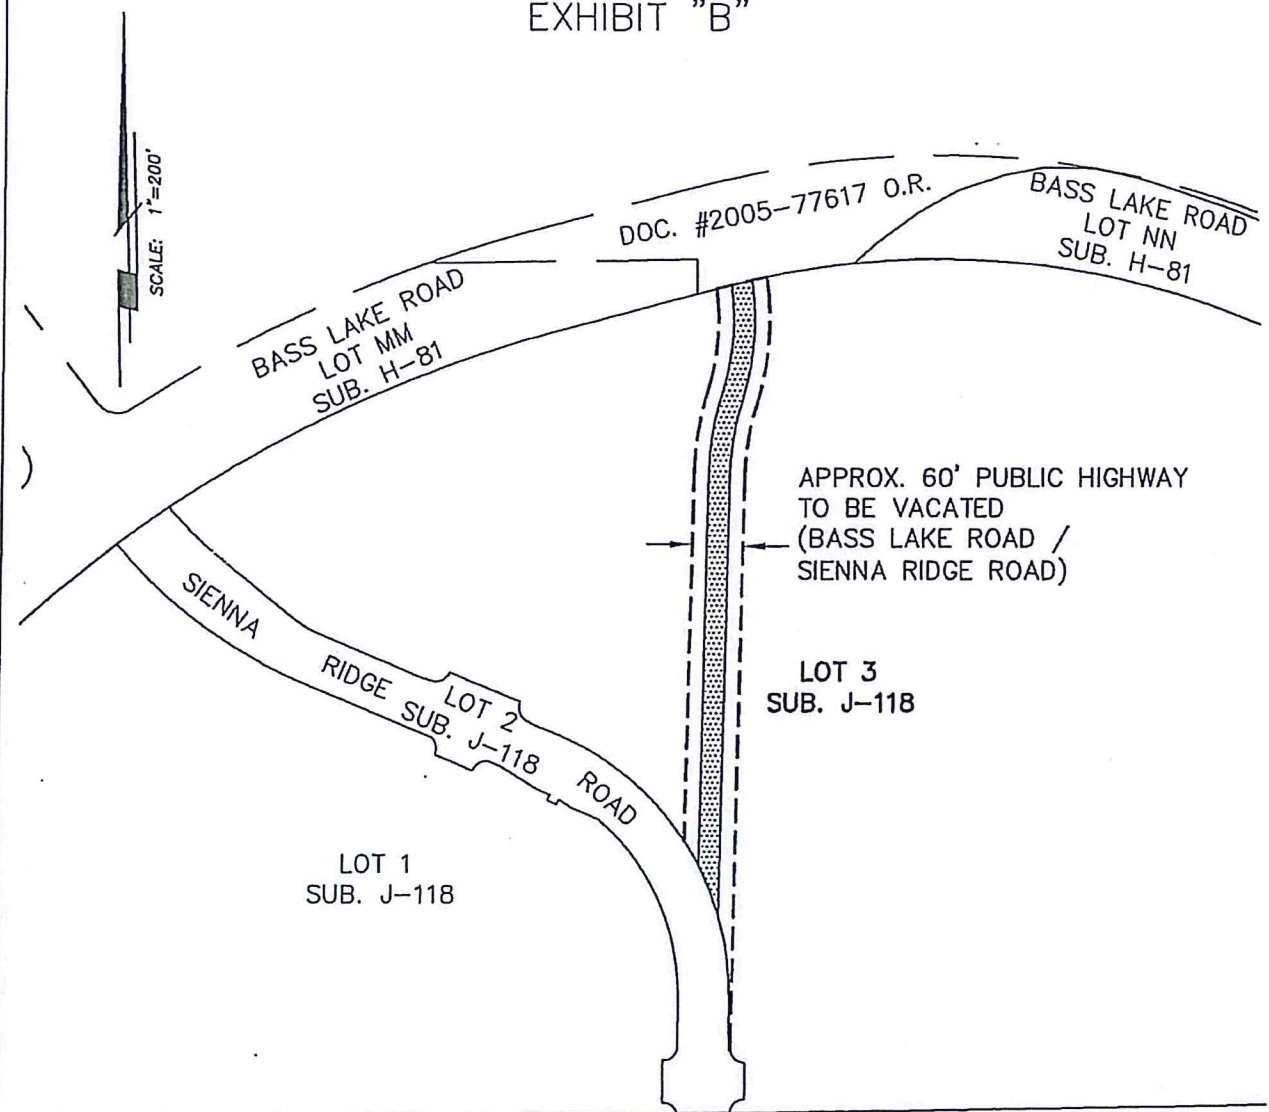 EXHIBIT "B"
SCALE: 1"=200'
DOC. #2005-77617 O.R.
BASS LAKE ROAD
LOT NN
SUB. H-81
BASS LAKE ROAD
LOT MM
SUB. H-81
APPROX. 60' PUBLIC HIGHWAY
TO BE VACATED
(BASS LAKE ROAD /
SIENNA RIDGE ROAD)
SIENNA RIDGE ROAD
LOT 2
SUB. J-118
LOT 3
SUB. J-118
LOT 1
SUB. J-118